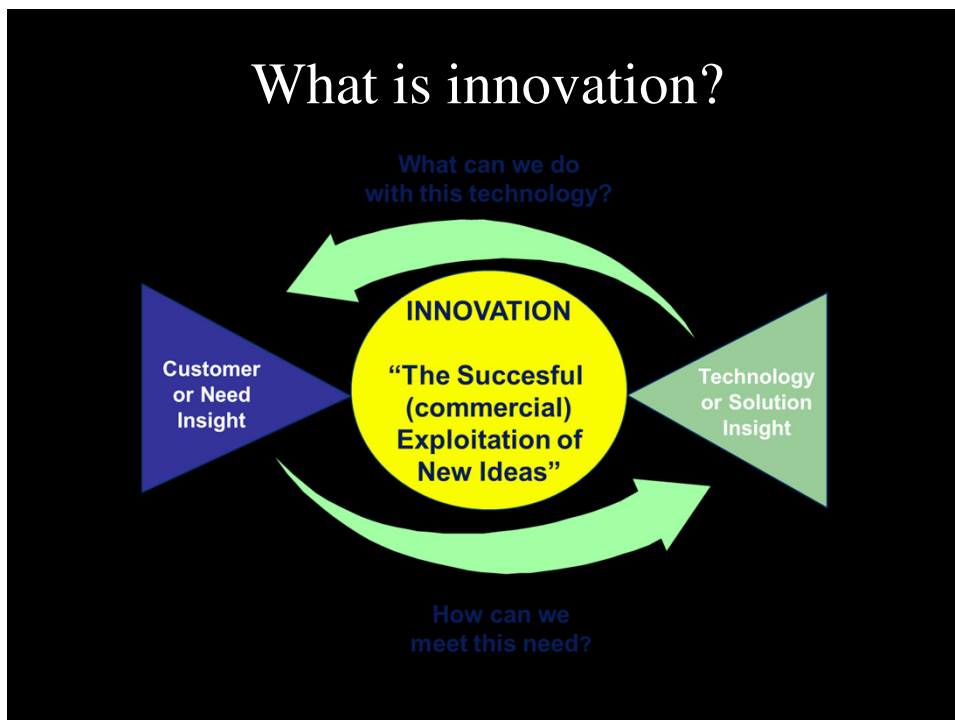 What is innovation?
What can we do
with this technology?
INNOVATION
“The Succesful
(commercial)
Exploitation of
New Ideas”
Customer
or Need
Insight
Technology
or Solution
Insight
How can we
meet this need?